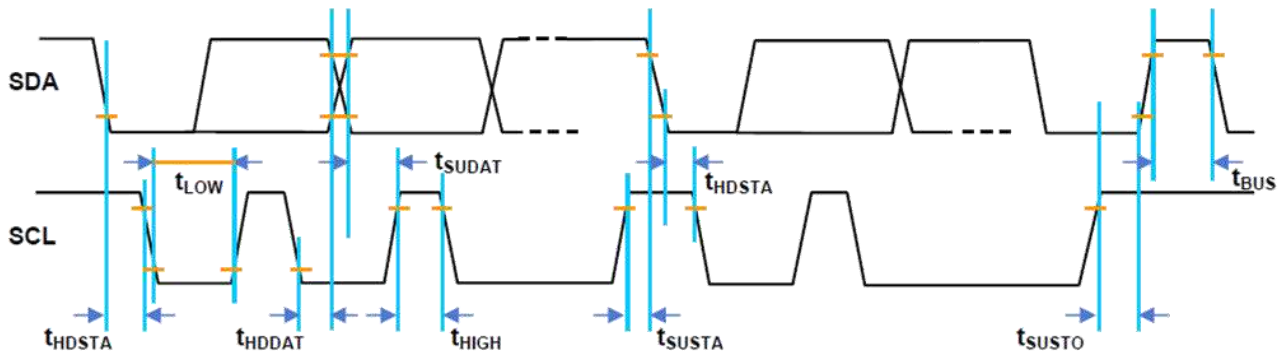 SDA
tSUDAT
tLOW
tHDSTA
tBUS
SCL
tHDSTA
tHDDAT
tHIGH
tSUSTA
tSUSTO